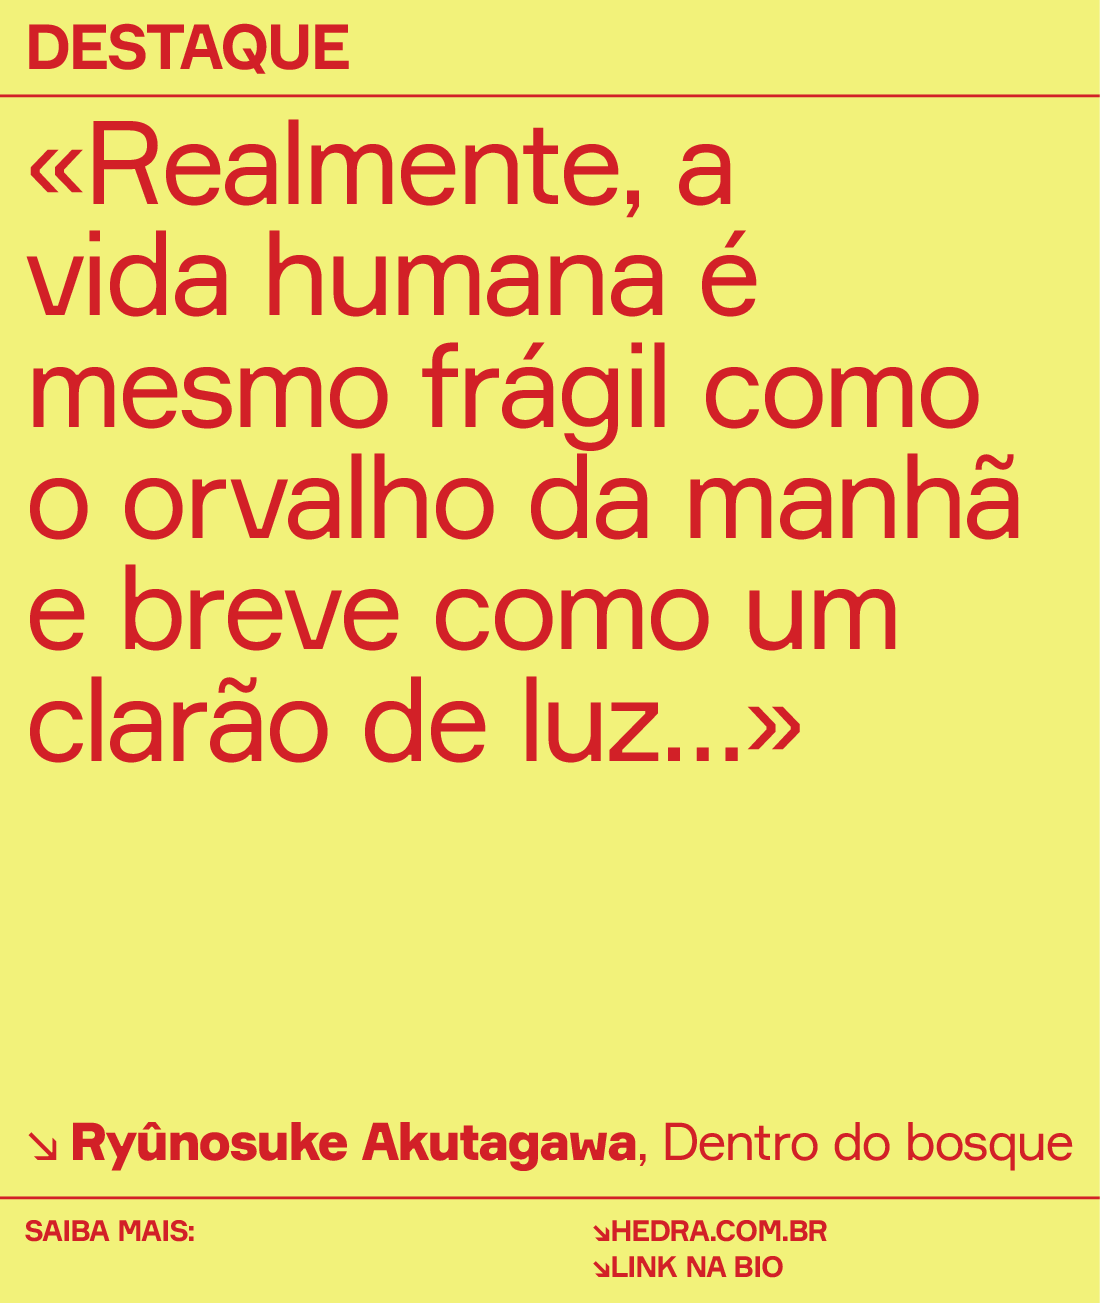 DESTAQUE
«Realmente, a
vida humana é
mesmo frágil como
o orvalho da manhã
e breve como um
clarão de luz...»
↘ Ryûnosuke Akutagawa, Dentro do bosque
SAIBA MAIS:
↘HEDRA.COM.BR
↘LINK NA BIO